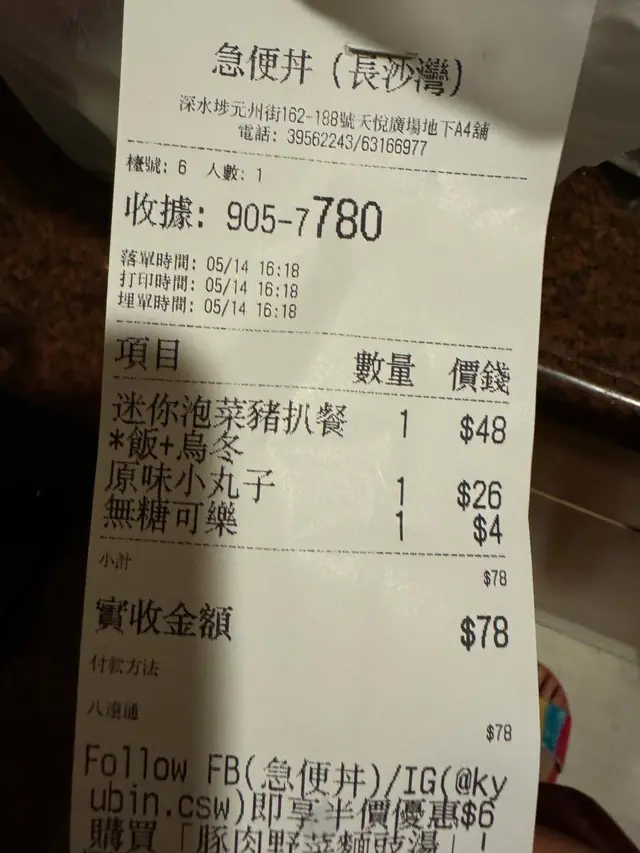 急便丼 (長沙灣)
深水埗元州街162-188號天悅廣場地下A4舖
電話: 39562243/63166977
檯號: 6 人數: 1
收據: 905-7780
落單時間: 05/14 16:18
打印時間: 05/14 16:18
埋單時間: 05/14 16:18
項目 數量 價錢
迷你泡菜豬扒餐 1 $48
*飯+烏冬
原味小丸子 1 $26
無糖可樂 1 $4
小計 $78
實收金額 $78
付款方法
八達通 $78
Follow FB(急便丼)/IG(@ky
ubin.csw)即享半價優惠$6
購買「豚肉野菜麵豉湯」!